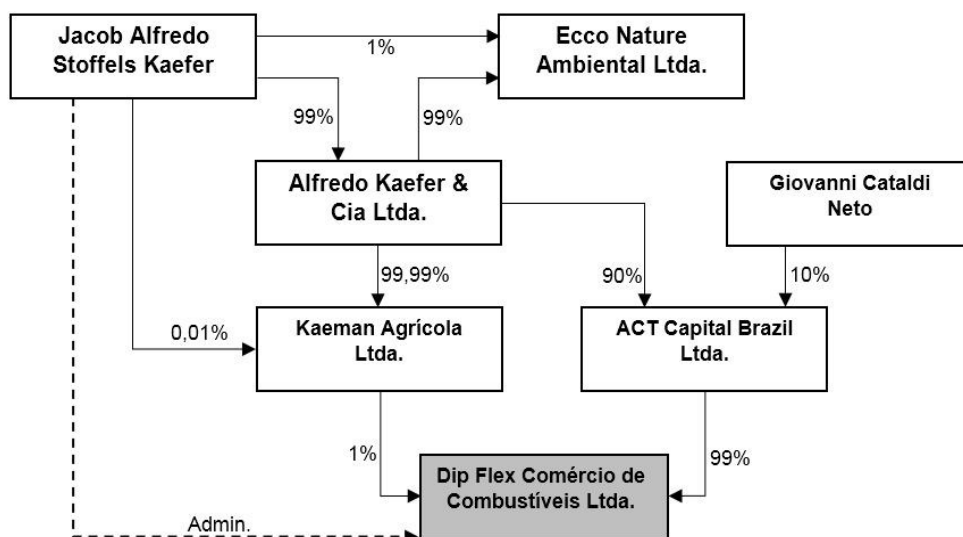 Jacob Alfredo
Stoffels Kaefer
1%
Ecco Nature
Ambiental Ltda.
99%
99%
Alfredo Kaefer &
Cia Ltda.
Giovanni Cataldi
Neto
99,99%
90%
10%
0,01%
Kaeman Agrícola
Ltda.
ACT Capital Brazil
Ltda.
1%
Dip Flex Comércio de
Combustíveis Ltda.
99%
Admin.